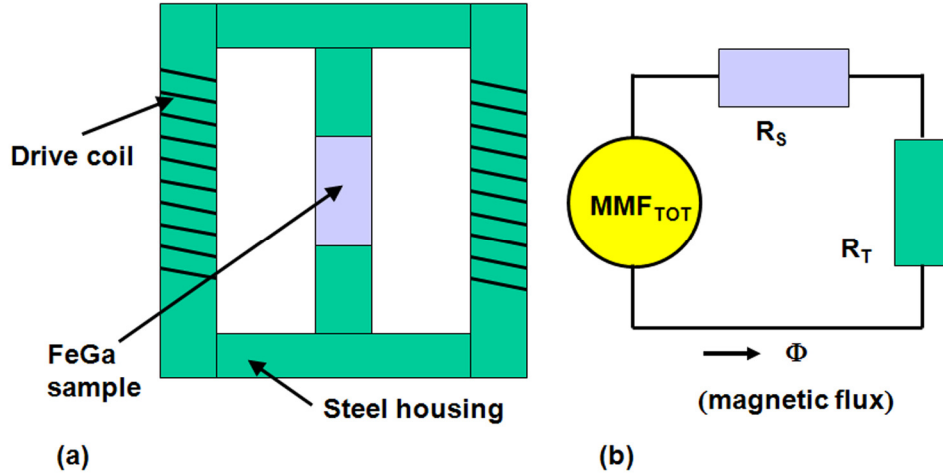 Drive coil
FeGa
sample
Steel housing
(a)
R_S
MMF_TOT
R_T
Φ
(magnetic flux)
(b)